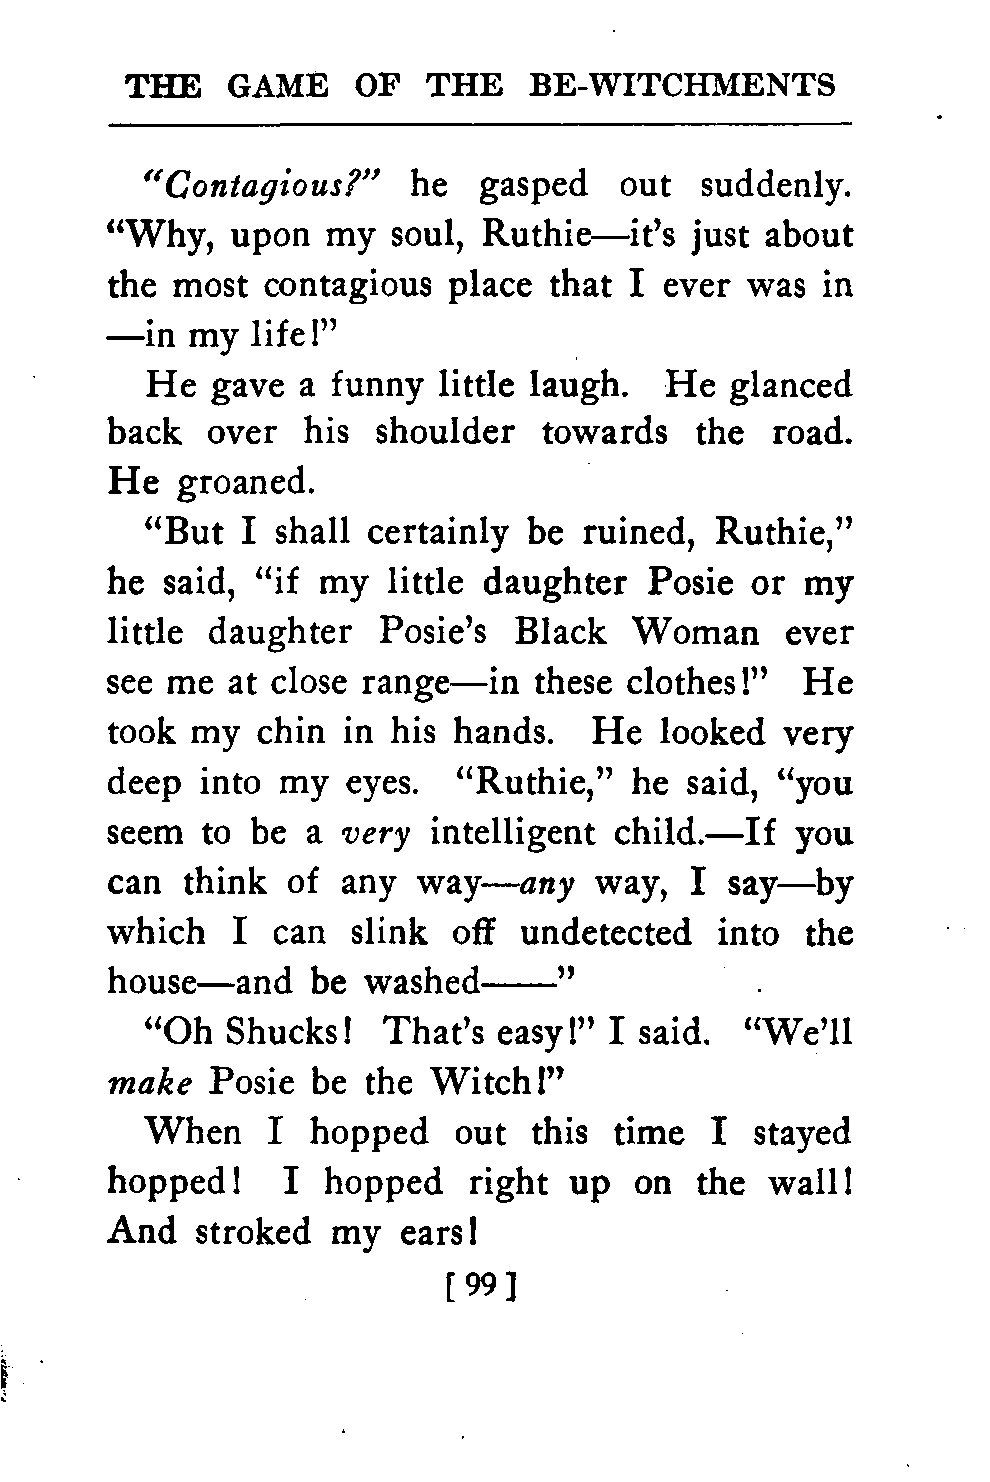 THE GAME OF THE BE-WITCHMENTS
“Contagious?” he gasped out suddenly.
“Why, upon my soul, Ruthie—it’s just about
the most contagious place that I ever was in
—in my life!”
He gave a funny little laugh. He glanced
back over his shoulder towards the road.
He groaned.
“But I shall certainly be ruined, Ruthie,”
he said, “if my little daughter Posie or my
little daughter Posie’s Black Woman ever
see me at close range—in these clothes!” He
took my chin in his hands. He looked very
deep into my eyes. “Ruthie,” he said, “you
seem to be a very intelligent child.—If you
can think of any way—any way, I say—by
which I can slink off undetected into the
house—and be washed——”
“Oh Shucks! That’s easy!” I said. “We’ll
make Posie be the Witch!”
When I hopped out this time I stayed
hopped! I hopped right up on the wall!
And stroked my ears!
[ 99 ]